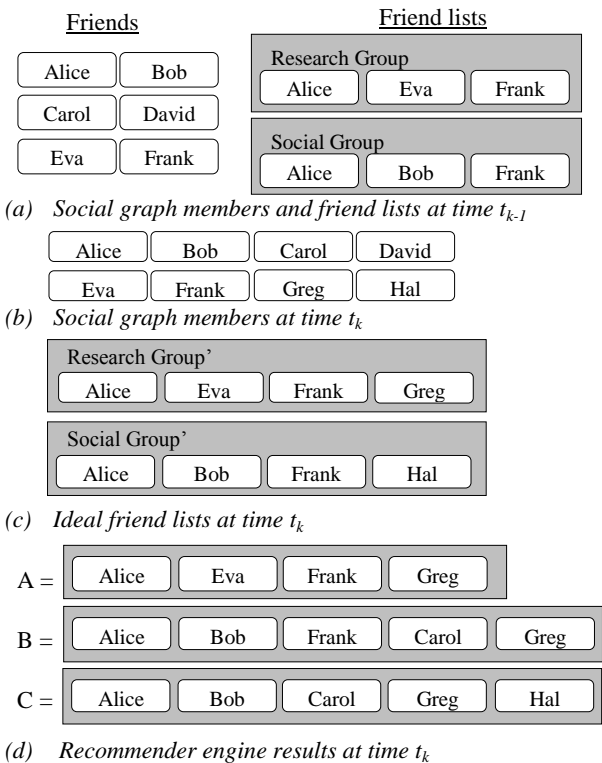 Friends
Friend lists
Alice Bob
Carol David
Eva Frank
Research Group
Alice Eva Frank
Social Group
Alice Bob Frank
(a) Social graph members and friend lists at time tk-1
Alice Bob Carol David
Eva Frank Greg Hal
(b) Social graph members at time tk
Research Group’
Alice Eva Frank Greg
Social Group’
Alice Bob Frank Hal
(c) Ideal friend lists at time tk
A = Alice Eva Frank Greg
B = Alice Bob Frank Carol Greg
C = Alice Bob Carol Greg Hal
(d) Recommender engine results at time tk